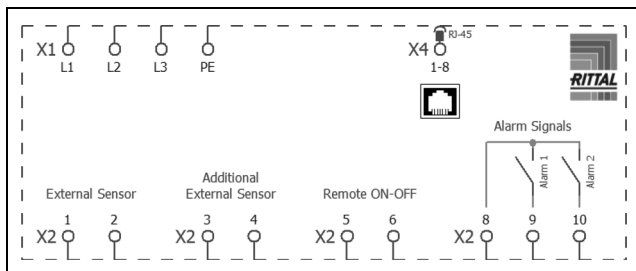 X1 L1 L2 L3 PE
X4 RJ-45
1-8
RITTAL
Alarm Signals
Alarm 1
Alarm 2
External Sensor
Additional
External Sensor
Remote ON-OFF
1 2 3 4 5 6 8 9 10
X2 X2 X2 X2